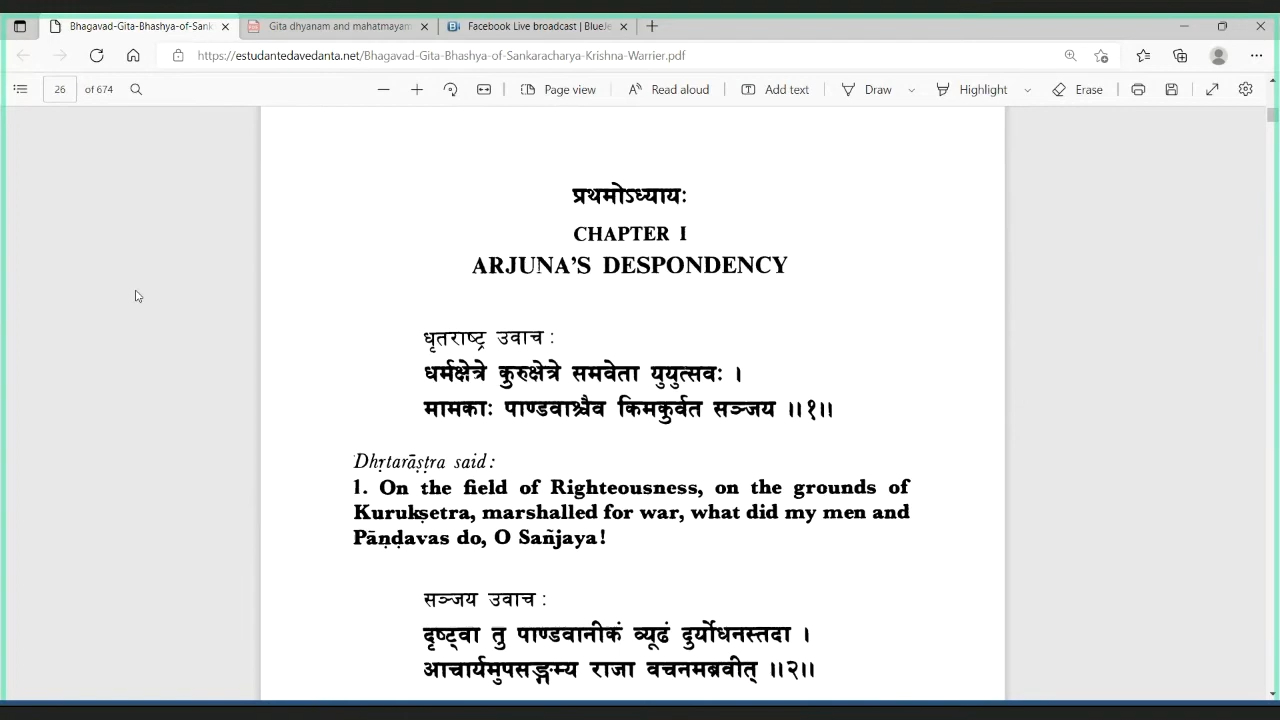 Bhagavad-Gita-Bhashya-of-Sank
Gita dhyanam and mahatmayam
Facebook Live broadcast | BlueJe
https://estudantedavedanta.net/Bhagavad-Gita-Bhashya-of-Sankaracharya-Krishna-Warrier.pdf
26 of 674 Page view Read aloud Add text Draw Highlight Erase
प्रथमोऽध्यायः
CHAPTER I
ARJUNA'S DESPONDENCY
धृतराष्ट्र उवाच :
धर्मक्षेत्रे कुरुक्षेत्रे समवेता युयुत्सवः ।
मामकाः पाण्डवाश्चैव किमकुर्वत सञ्जय ॥१॥
Dhṛtarāṣṭra said:
1. On the field of Righteousness, on the grounds of
Kurukṣetra, marshalled for war, what did my men and
Pāṇḍavas do, O Sañjaya!
सञ्जय उवाच :
दृष्ट्वा तु पाण्डवानीकं व्यूढं दुर्योधनस्तदा ।
आचार्यमुपसङ्गम्य राजा वचनमब्रवीत् ॥२॥